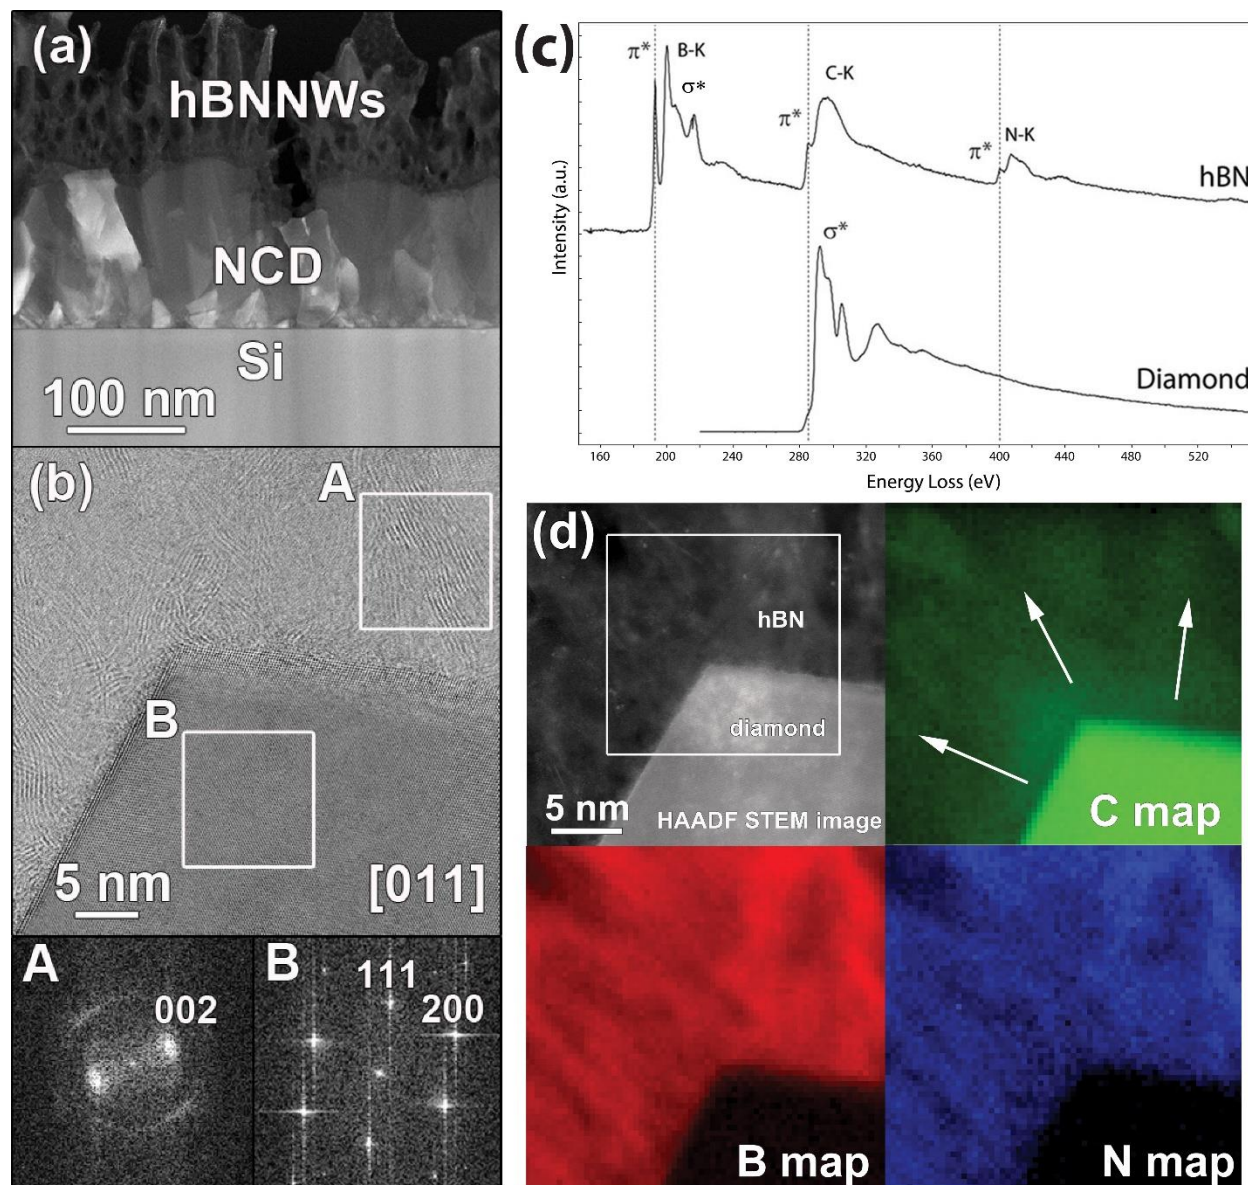 (a)
hBNNWs
NCD
Si
100 nm
(b)
A
B
5 nm
[011]
A
002
B
111
200
(c)
π*
B-K
σ*
π*
C-K
π*
N-K
hBN
σ*
Diamond
Intensity (a.u.)
160 200 240 280 320 360 400 440 480 520
Energy Loss (eV)
(d)
hBN
diamond
5 nm
HAADF STEM image
C map
B map
N map